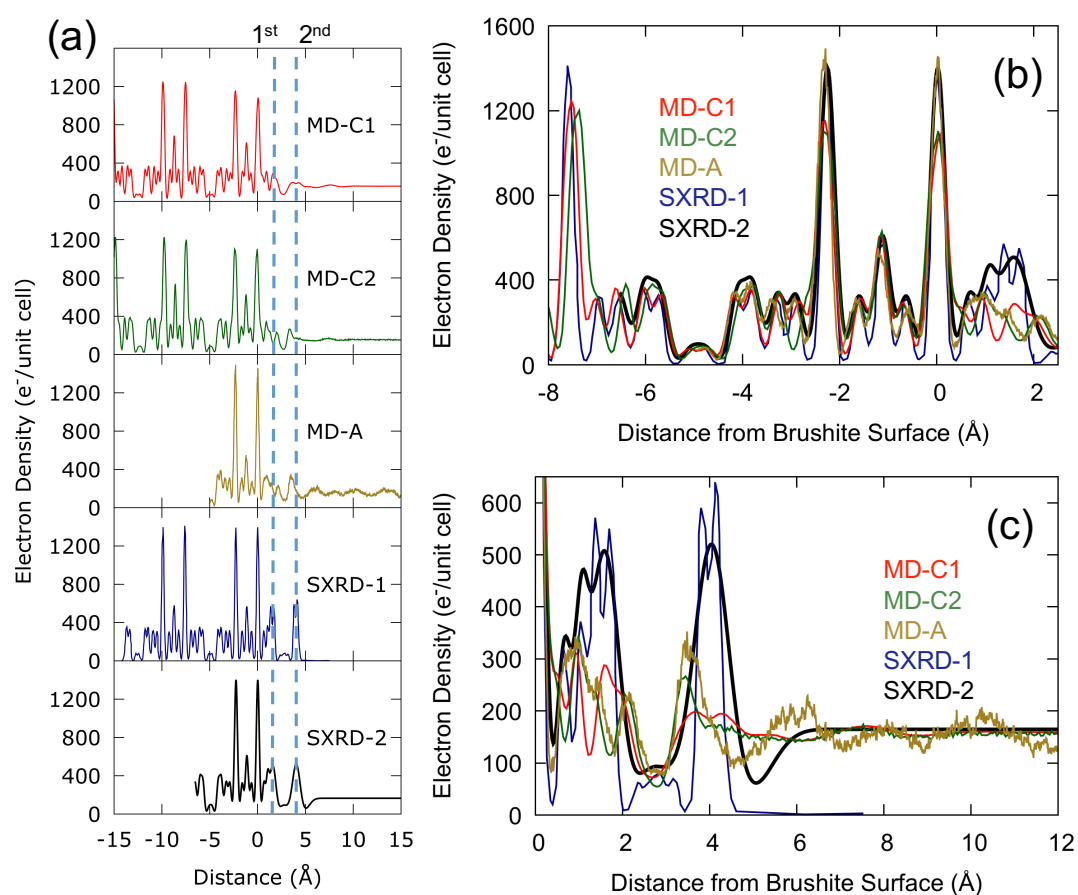 (a)
1st 2nd
Electron Density (e-/unit cell)
1200
800
400
0
MD-C1
1200
800
400
0
MD-C2
1200
800
400
0
MD-A
1200
800
400
0
SXRD-1
1200
800
400
0
SXRD-2
-15 -10 -5 0 5 10 15
Distance (Å)
(b)
Electron Density (e-/unit cell)
1600
1200
800
400
0
MD-C1
MD-C2
MD-A
SXRD-1
SXRD-2
-8 -6 -4 -2 0 2
Distance from Brushite Surface (Å)
(c)
Electron Density (e-/unit cell)
600
500
400
300
200
100
0
MD-C1
MD-C2
MD-A
SXRD-1
SXRD-2
0 2 4 6 8 10 12
Distance from Brushite Surface (Å)